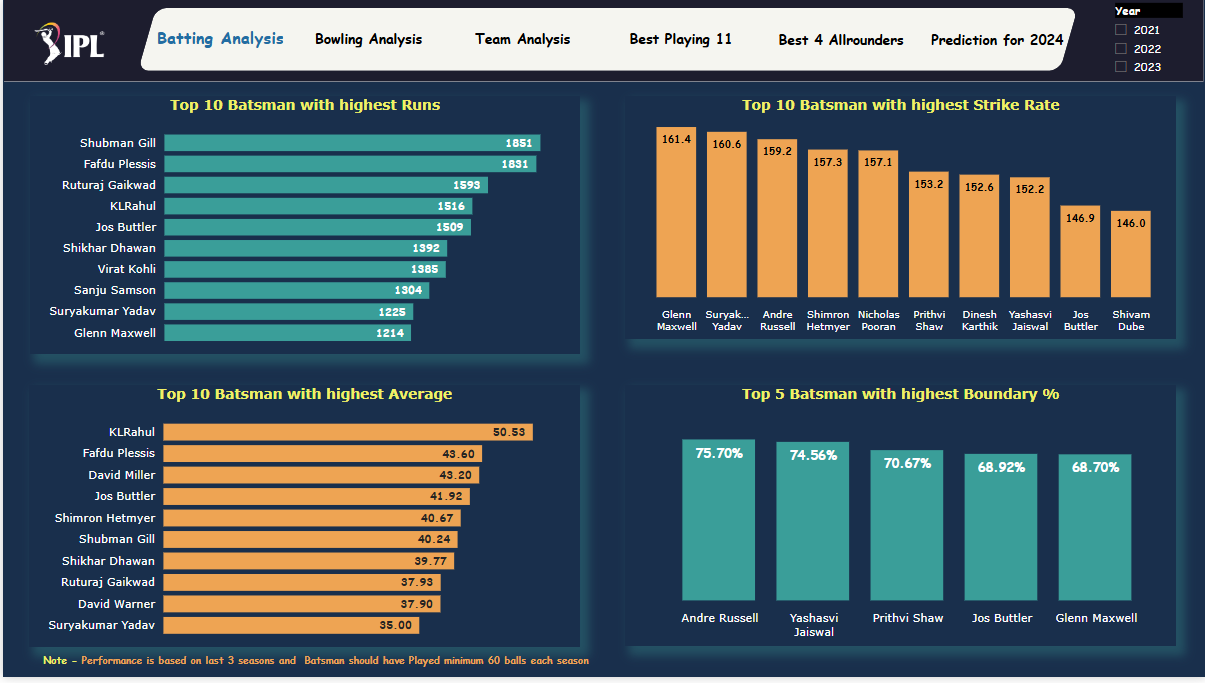 IPL
Batting Analysis
Bowling Analysis
Team Analysis
Best Playing 11
Best 4 Allrounders
Prediction for 2024
Year
2021
2022
2023
Top 10 Batsman with highest Runs
Shubman Gill 1851
Fafdu Plessis 1831
Ruturaj Gaikwad 1593
KLRahul 1516
Jos Buttler 1509
Shikhar Dhawan 1392
Virat Kohli 1385
Sanju Samson 1304
Suryakumar Yadav 1225
Glenn Maxwell 1214
Top 10 Batsman with highest Strike Rate
161.4 160.6 159.2 157.3 157.1 153.2 152.6 152.2 146.9 146.0
Glenn Suryak... Andre Shimron Nicholas Prithvi Dinesh Yashasvi Jos Shivam
Maxwell Yadav Russell Hetmyer Pooran Shaw Karthik Jaiswal Buttler Dube
Top 10 Batsman with highest Average
KLRahul 50.53
Fafdu Plessis 43.60
David Miller 43.20
Jos Buttler 41.92
Shimron Hetmyer 40.67
Shubman Gill 40.24
Shikhar Dhawan 39.77
Ruturaj Gaikwad 37.93
David Warner 37.90
Suryakumar Yadav 35.00
Top 5 Batsman with highest Boundary %
75.70% 74.56% 70.67% 68.92% 68.70%
Andre Russell Yashasvi Prithvi Shaw Jos Buttler Glenn Maxwell
Jaiswal
Note - Performance is based on last 3 seasons and Batsman should have Played minimum 60 balls each season